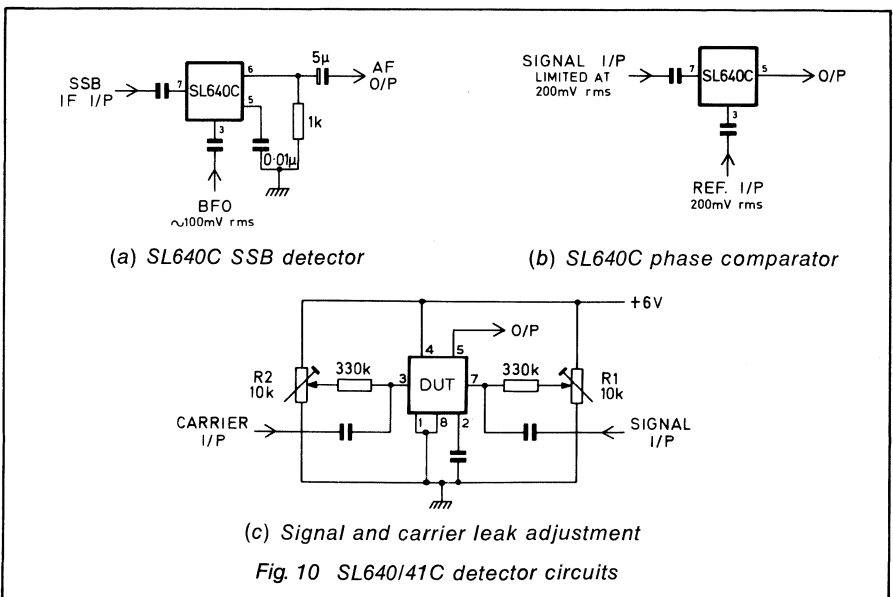 SSB
IF I/P
7
SL640C
6
5
3
5μ
AF
O/P
1k
0·01μ
BFO
∼100mV rms
(a) SL640C SSB detector
SIGNAL I/P
LIMITED AT
200mV rms
7
SL640C
5
O/P
3
REF. I/P
200mV rms
(b) SL640C phase comparator
+6V
O/P
4
5
R2
10k
330k
3
DUT
7
330k
R1
10k
CARRIER
I/P
1
8
2
SIGNAL
I/P
(c) Signal and carrier leak adjustment
Fig. 10 SL640/41C detector circuits